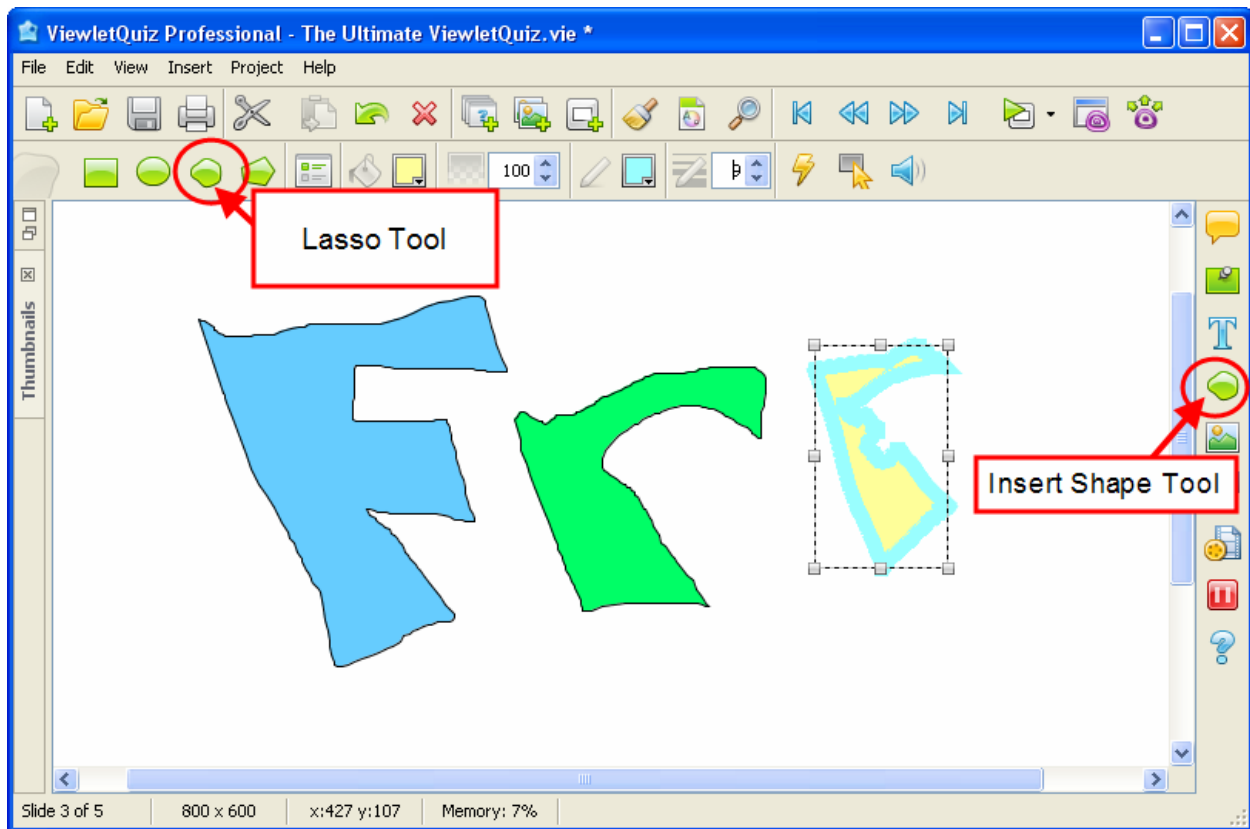 ViewletQuiz Professional - The Ultimate ViewletQuiz.vie *
File Edit View Insert Project Help
100
Lasso Tool
Thumbnails
T
Insert Shape Tool
Slide 3 of 5 800 x 600 x:427 y:107 Memory: 7%